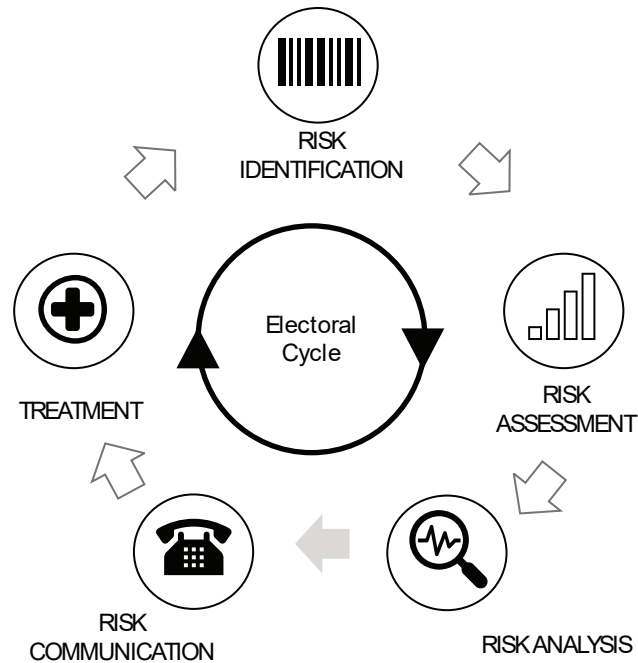 RISK
IDENTIFICATION
Electoral
Cycle
RISK
ASSESSMENT
TREATMENT
RISK
COMMUNICATION
RISK ANALYSIS